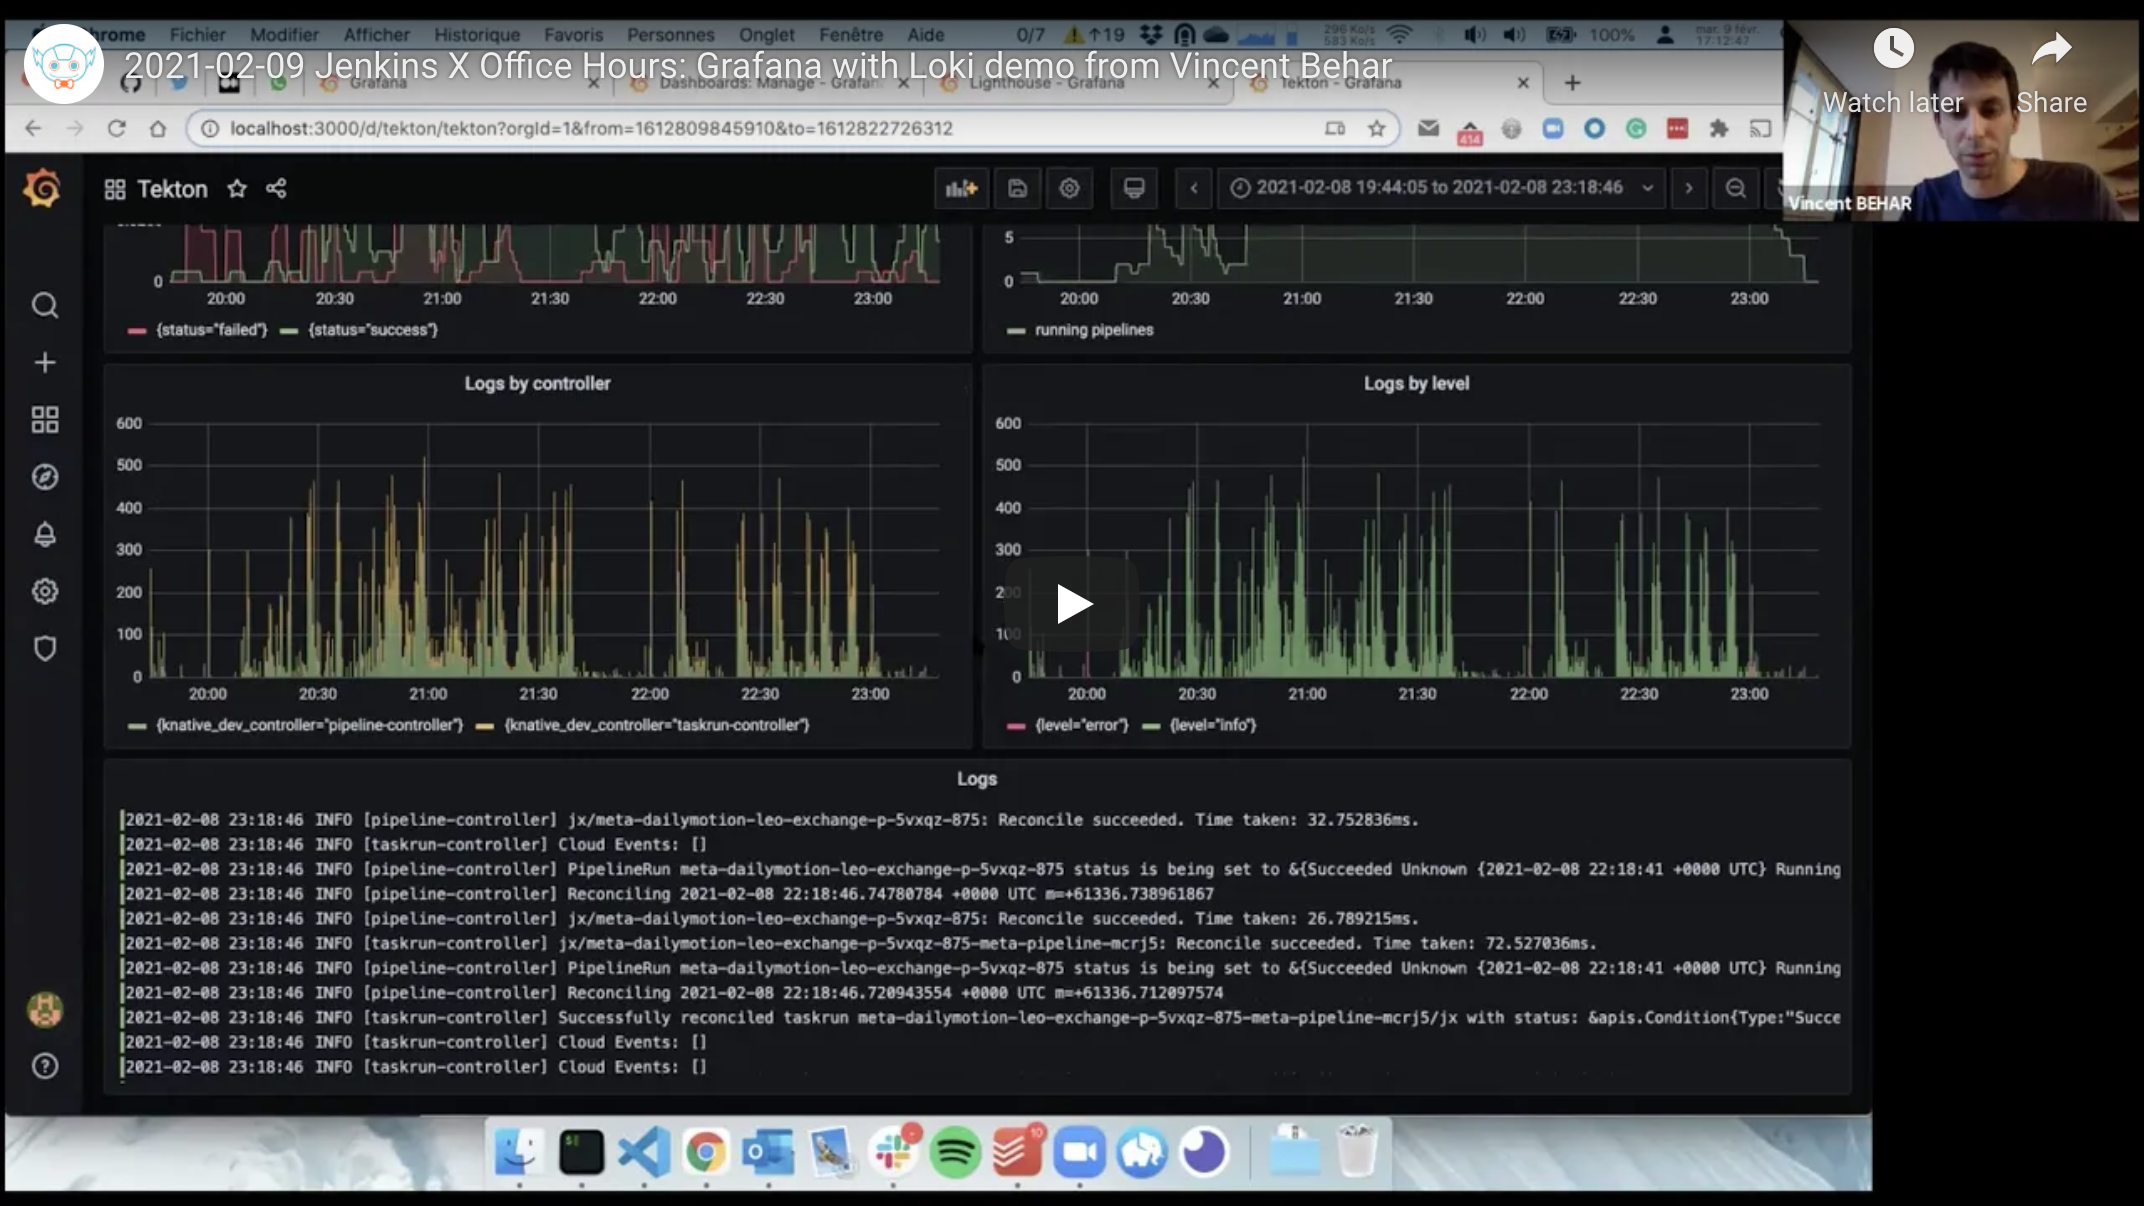 Chrome Fichier Modifier Afficher Historique Favoris Personnes Onglet Fenêtre Aide 0/7 ↑19 296 Ko/s 583 Ko/s 100% mar. 9 févr. 17:12:47
2021-02-09 Jenkins X Office Hours: Grafana with Loki demo from Vincent Behar
Grafana Dashboards: Manage - Grafan Lighthouse - Grafana Tekton - Grafana
Watch later Share
localhost:3000/d/tekton/tekton?orgId=1&from=1612809845910&to=1612822726312
414
Vincent BEHAR
Tekton 2021-02-08 19:44:05 to 2021-02-08 23:18:46
0
20:00 20:30 21:00 21:30 22:00 22:30 23:00
{status="failed"} {status="success"}
5
0
20:00 20:30 21:00 21:30 22:00 22:30 23:00
running pipelines
Logs by controller
600
500
400
300
200
100
0
20:00 20:30 21:00 21:30 22:00 22:30 23:00
{knative_dev_controller="pipeline-controller"} {knative_dev_controller="taskrun-controller"}
Logs by level
600
500
400
300
200
100
0
20:00 20:30 21:00 21:30 22:00 22:30 23:00
{level="error"} {level="info"}
Logs
2021-02-08 23:18:46 INFO [pipeline-controller] jx/meta-dailymotion-leo-exchange-p-5vxqz-875: Reconcile succeeded. Time taken: 32.752836ms.
2021-02-08 23:18:46 INFO [taskrun-controller] Cloud Events: []
2021-02-08 23:18:46 INFO [pipeline-controller] PipelineRun meta-dailymotion-leo-exchange-p-5vxqz-875 status is being set to &{Succeeded Unknown {2021-02-08 22:18:41 +0000 UTC} Running
2021-02-08 23:18:46 INFO [pipeline-controller] Reconciling 2021-02-08 22:18:46.74780784 +0000 UTC m=+61336.738961867
2021-02-08 23:18:46 INFO [pipeline-controller] jx/meta-dailymotion-leo-exchange-p-5vxqz-875: Reconcile succeeded. Time taken: 26.789215ms.
2021-02-08 23:18:46 INFO [taskrun-controller] jx/meta-dailymotion-leo-exchange-p-5vxqz-875-meta-pipeline-mcrj5: Reconcile succeeded. Time taken: 72.527036ms.
2021-02-08 23:18:46 INFO [pipeline-controller] PipelineRun meta-dailymotion-leo-exchange-p-5vxqz-875 status is being set to &{Succeeded Unknown {2021-02-08 22:18:41 +0000 UTC} Running
2021-02-08 23:18:46 INFO [pipeline-controller] Reconciling 2021-02-08 22:18:46.720943554 +0000 UTC m=+61336.712097574
2021-02-08 23:18:46 INFO [taskrun-controller] Successfully reconciled taskrun meta-dailymotion-leo-exchange-p-5vxqz-875-meta-pipeline-mcrj5/jx with status: &apis.Condition{Type:"Succe
2021-02-08 23:18:46 INFO [taskrun-controller] Cloud Events: []
2021-02-08 23:18:46 INFO [taskrun-controller] Cloud Events: []
10